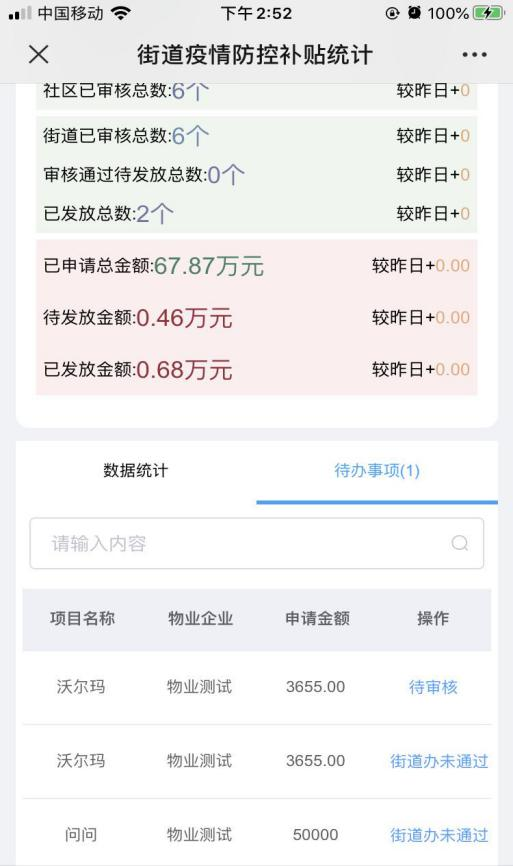 中国移动 下午 2:52 100%
街道疫情防控补贴统计
社区已审核总数:6个 较昨日+0
街道已审核总数:6个 较昨日+0
审核通过待发放总数:0个 较昨日+0
已发放总数:2个 较昨日+0
已申请总金额:67.87万元 较昨日+0.00
待发放金额:0.46万元 较昨日+0.00
已发放金额:0.68万元 较昨日+0.00
数据统计 待办事项(1)
请输入内容
项目名称 物业企业 申请金额 操作
沃尔玛 物业测试 3655.00 待审核
沃尔玛 物业测试 3655.00 街道办未通过
问问 物业测试 50000 街道办未通过